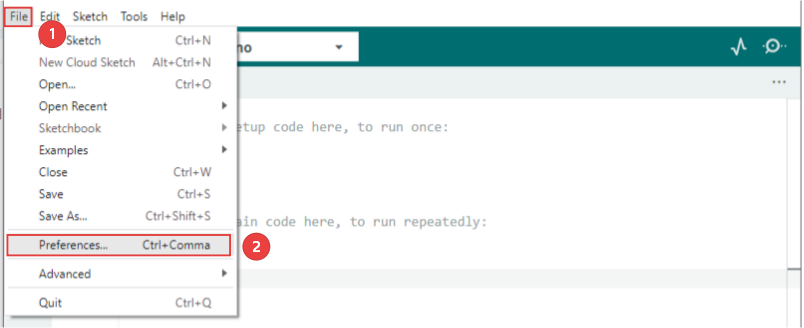 File Edit Sketch Tools Help
1
Sketch Ctrl+N
no
New Cloud Sketch Alt+Ctrl+N
Open... Ctrl+O
Open Recent
Sketchbook
etup code here, to run once:
Examples
Close Ctrl+W
Save Ctrl+S
Save As... Ctrl+Shift+S
ain code here, to run repeatedly:
Preferences... Ctrl+Comma
2
Advanced
Quit Ctrl+Q